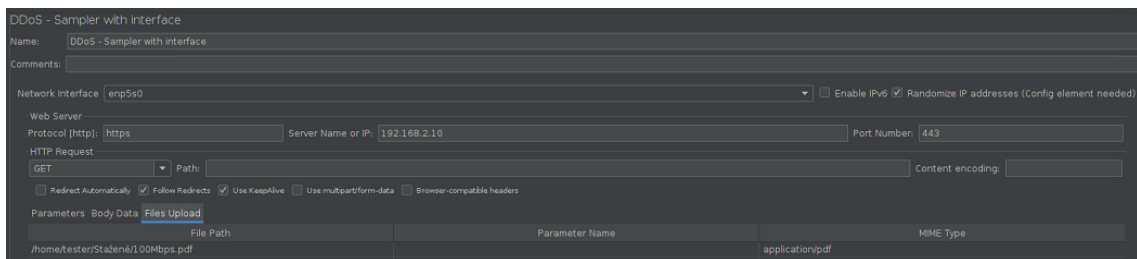 DDoS - Sampler with interface
Name: DDoS - Sampler with interface
Comments:
Network Interface enp5s0 Enable IPv6 Randomize IP addresses (Config element needed)
Web Server
Protocol [http]: https Server Name or IP: 192.168.2.10 Port Number: 443
HTTP Request
GET Path: Content encoding:
Redirect Automatically Follow Redirects Use KeepAlive Use multipart/form-data Browser-compatible headers
Parameters Body Data Files Upload
File Path Parameter Name MIME Type
/home/tester/Stažené/100Mbps.pdf application/pdf